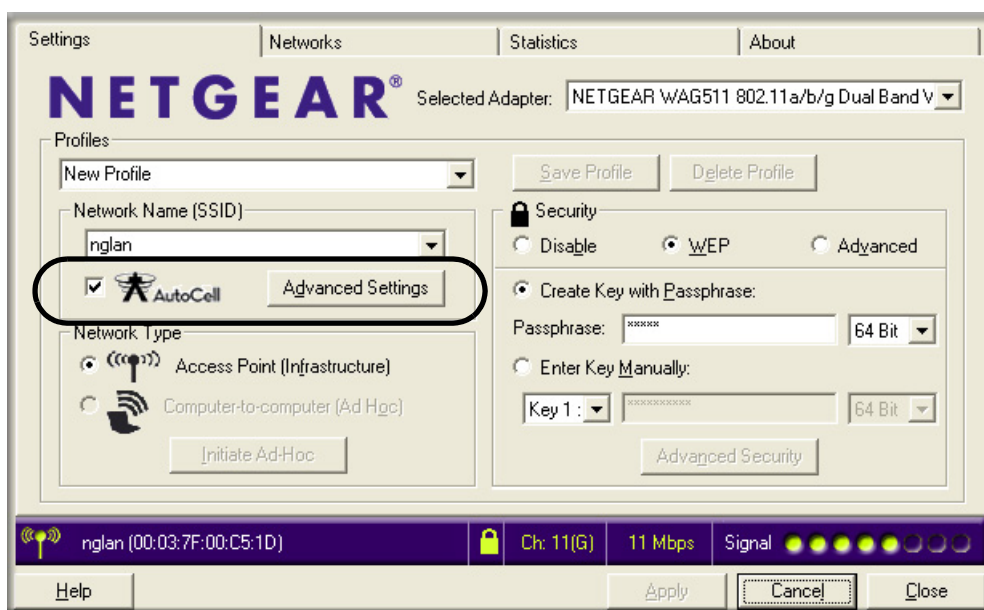 Settings
Networks
Statistics
About
NETGEAR®
Selected Adapter: NETGEAR WAG511 802.11a/b/g Dual Band V
Profiles
New Profile
Save Profile
Delete Profile
Network Name (SSID)
nglan
AutoCell
Advanced Settings
Network Type
Access Point (Infrastructure)
Computer-to-computer (Ad Hoc)
Initiate Ad-Hoc
Security
Disable WEP Advanced
Create Key with Passphrase:
Passphrase: ***** 64 Bit
Enter Key Manually:
Key 1 : ********** 64 Bit
Advanced Security
nglan (00:03:7F:00:C5:1D) Ch: 11(G) 11 Mbps Signal
Help Apply Cancel Close